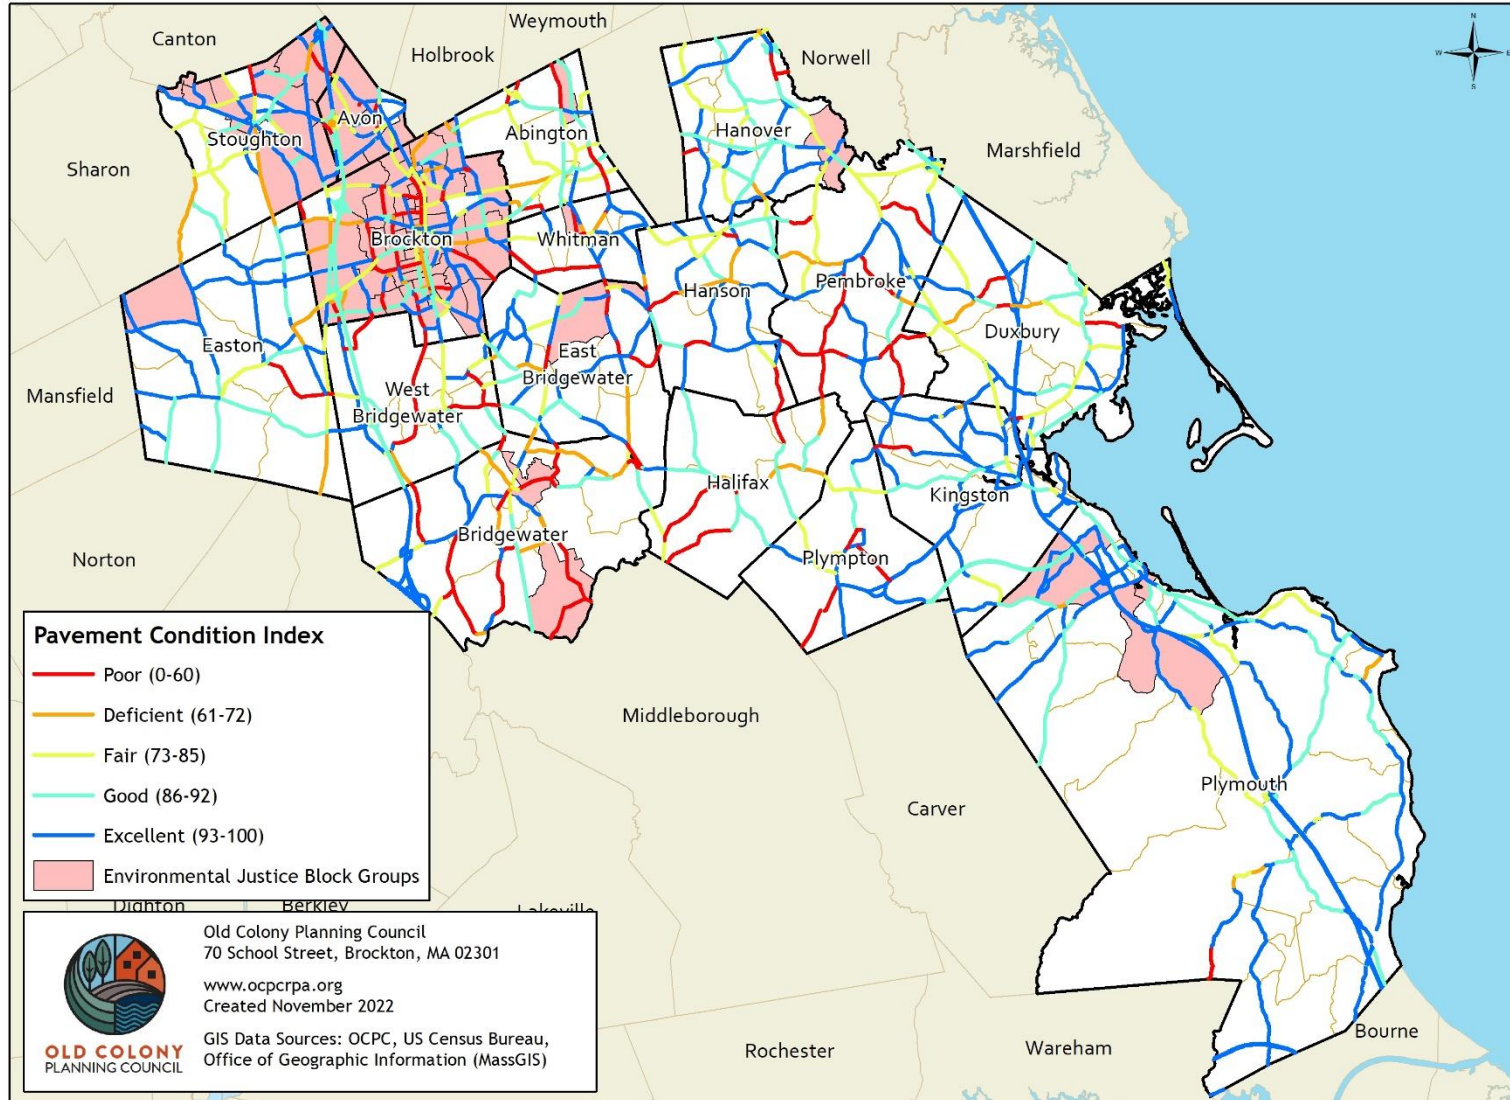 Weymouth
Canton
Holbrook
Norwell
N
W
E
S
Avon
Stoughton
Abington
Hanover
Marshfield
Sharon
Brockton
Whitman
Hanson
Pembroke
Duxbury
Easton
East
Bridgewater
West
Bridgewater
Mansfield
Halifax
Kingston
Bridgewater
Plympton
Norton
Middleborough
Plymouth
Carver
Pavement Condition Index
Poor (0-60)
Deficient (61-72)
Fair (73-85)
Good (86-92)
Excellent (93-100)
Environmental Justice Block Groups
Dighton
Berkley
Lakeville
Old Colony Planning Council
70 School Street, Brockton, MA 02301
www.ocpcrpa.org
Created November 2022
GIS Data Sources: OCPC, US Census Bureau,
Office of Geographic Information (MassGIS)
OLD COLONY
PLANNING COUNCIL
Rochester
Wareham
Bourne